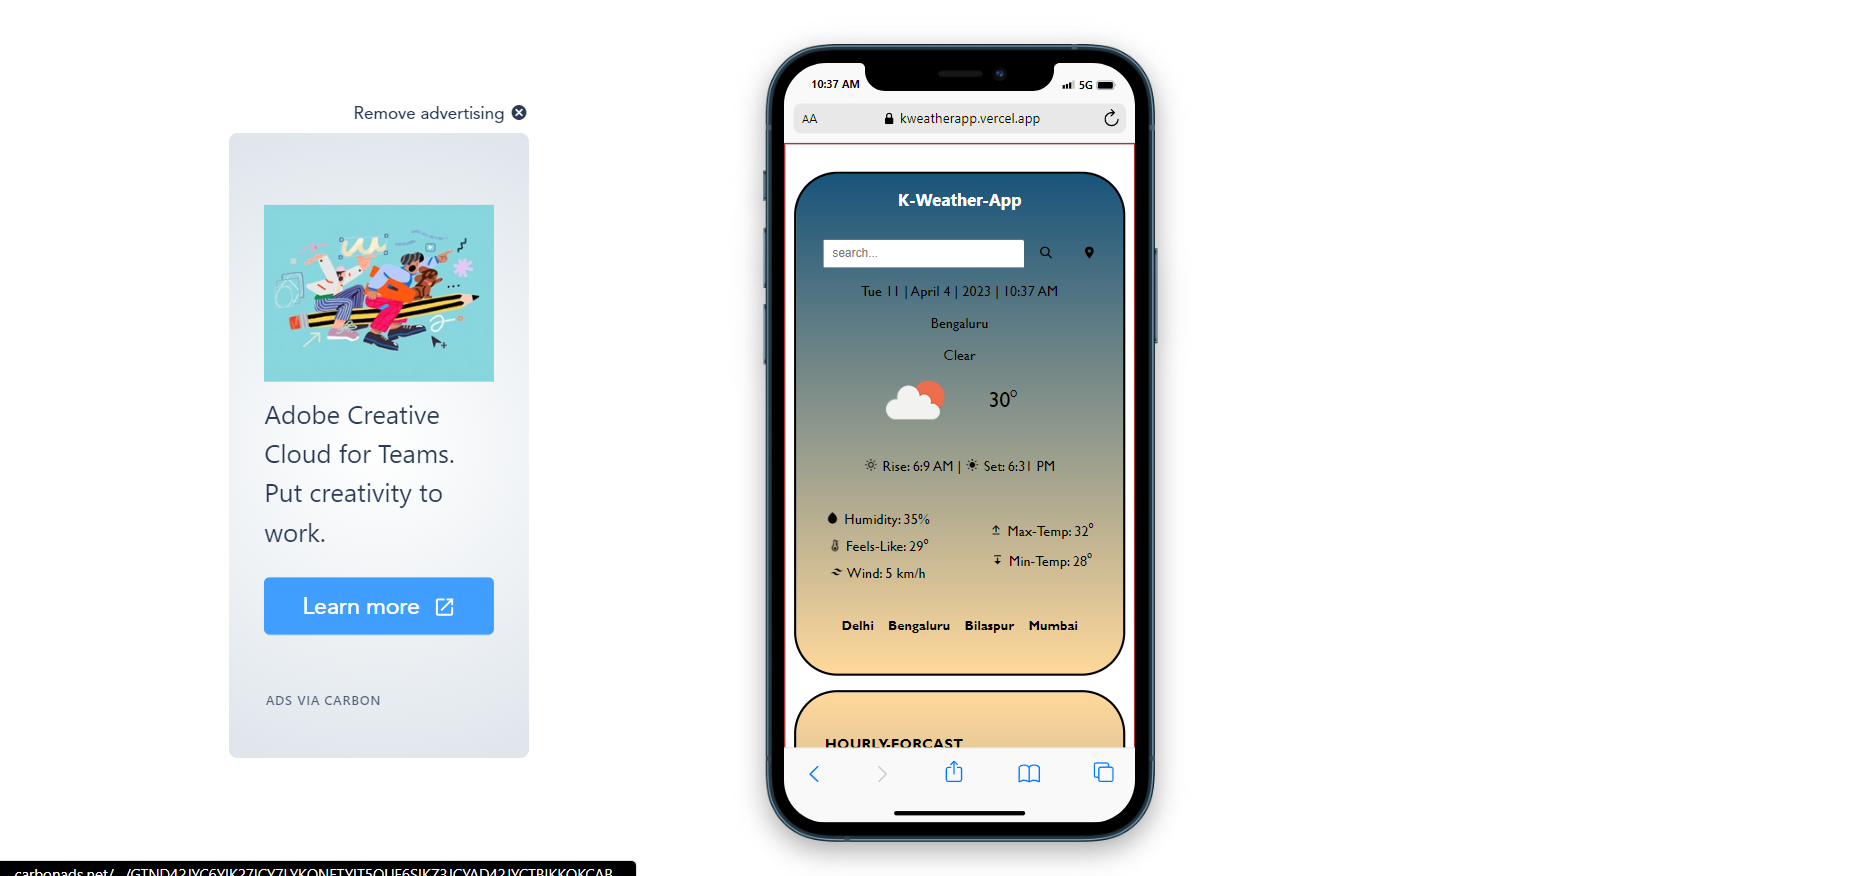 Remove advertising
Adobe Creative
Cloud for Teams.
Put creativity to
work.
Learn more
ADS VIA CARBON
10:37 AM
5G
AA
kweatherapp.vercel.app
K-Weather-App
search...
Tue 11 | April 4 | 2023 | 10:37 AM
Bengaluru
Clear
30°
Rise: 6:9 AM | Set: 6:31 PM
Humidity: 35%
Feels-Like: 29°
Wind: 5 km/h
Max-Temp: 32°
Min-Temp: 28°
Delhi Bengaluru Bilaspur Mumbai
HOURLY-FORCAST